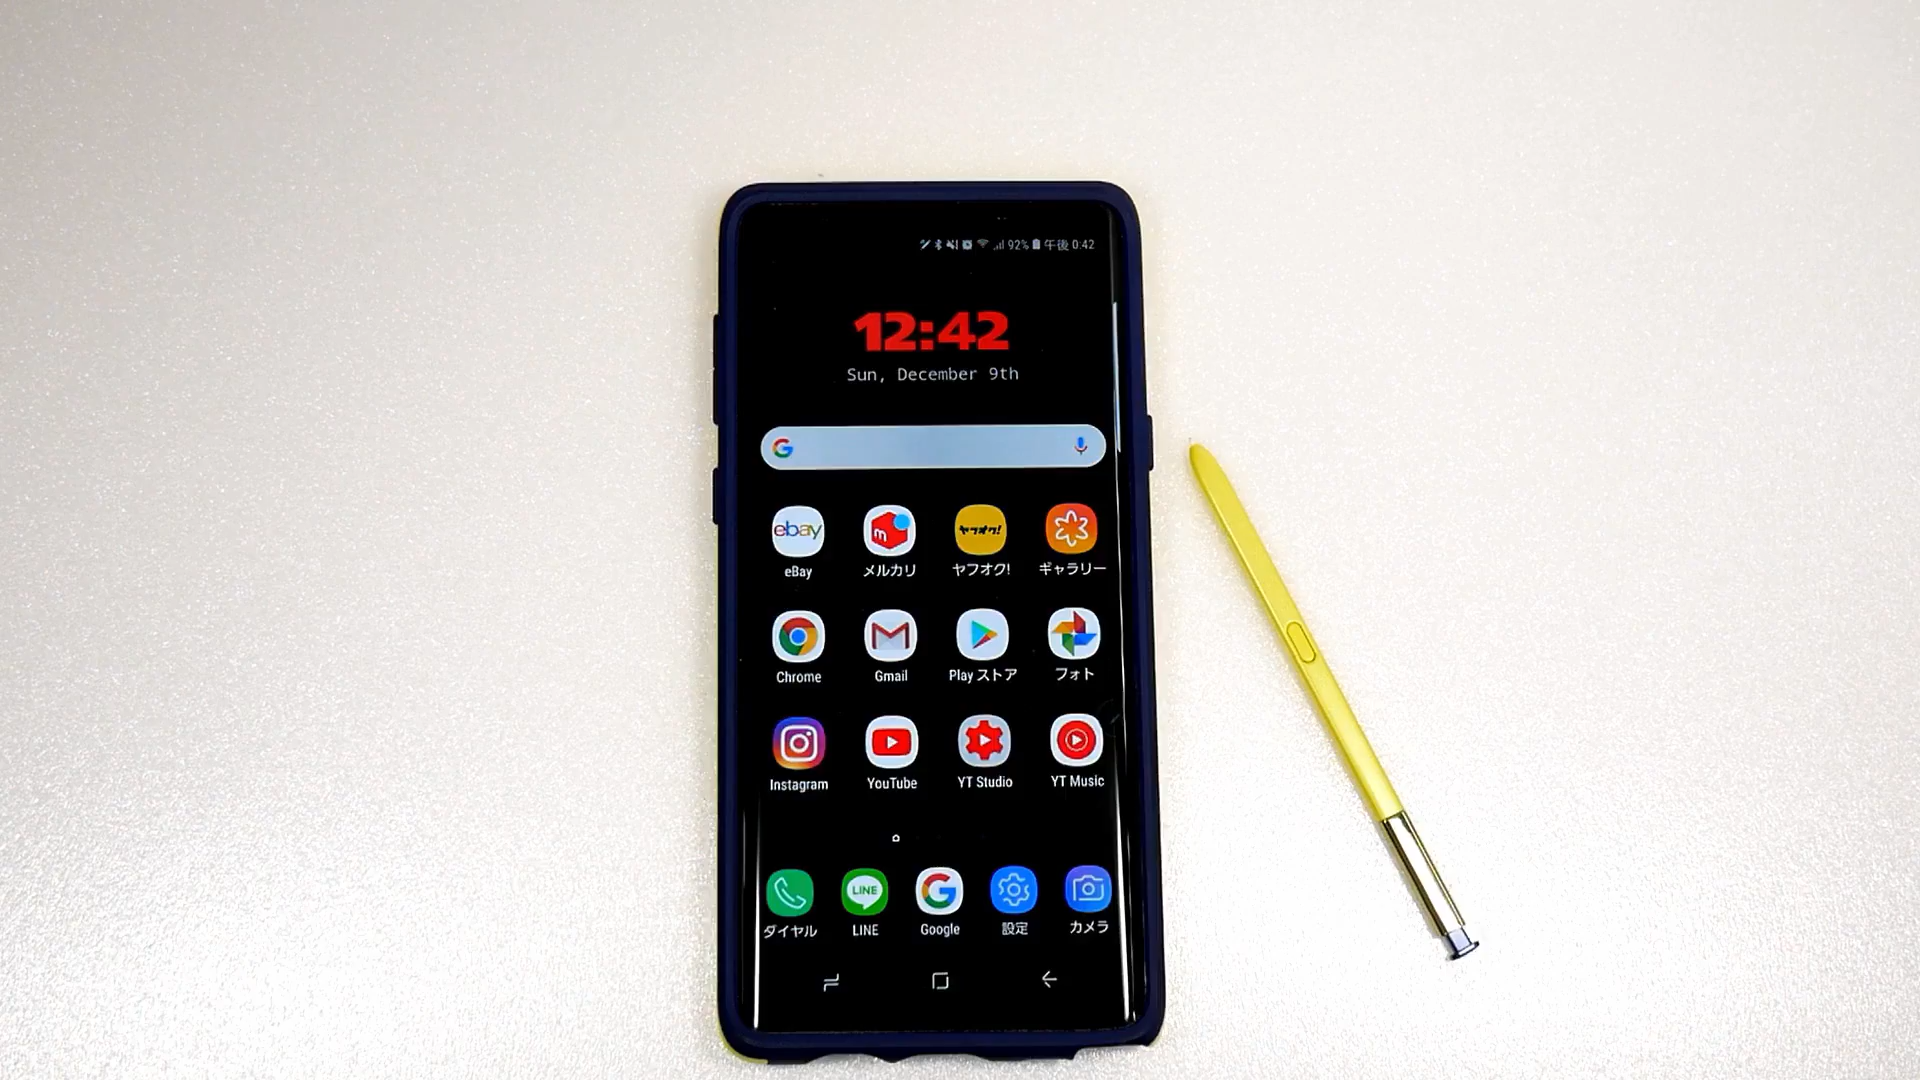 92% 午後 0:42
12:42
Sun, December 9th
ebay
m
ヤフオク!
eBay
メルカリ
ヤフオク!
ギャラリー
Chrome
Gmail
Play ストア
フォト
Instagram
YouTube
YT Studio
YT Music
LINE
ダイヤル
LINE
Google
設定
カメラ